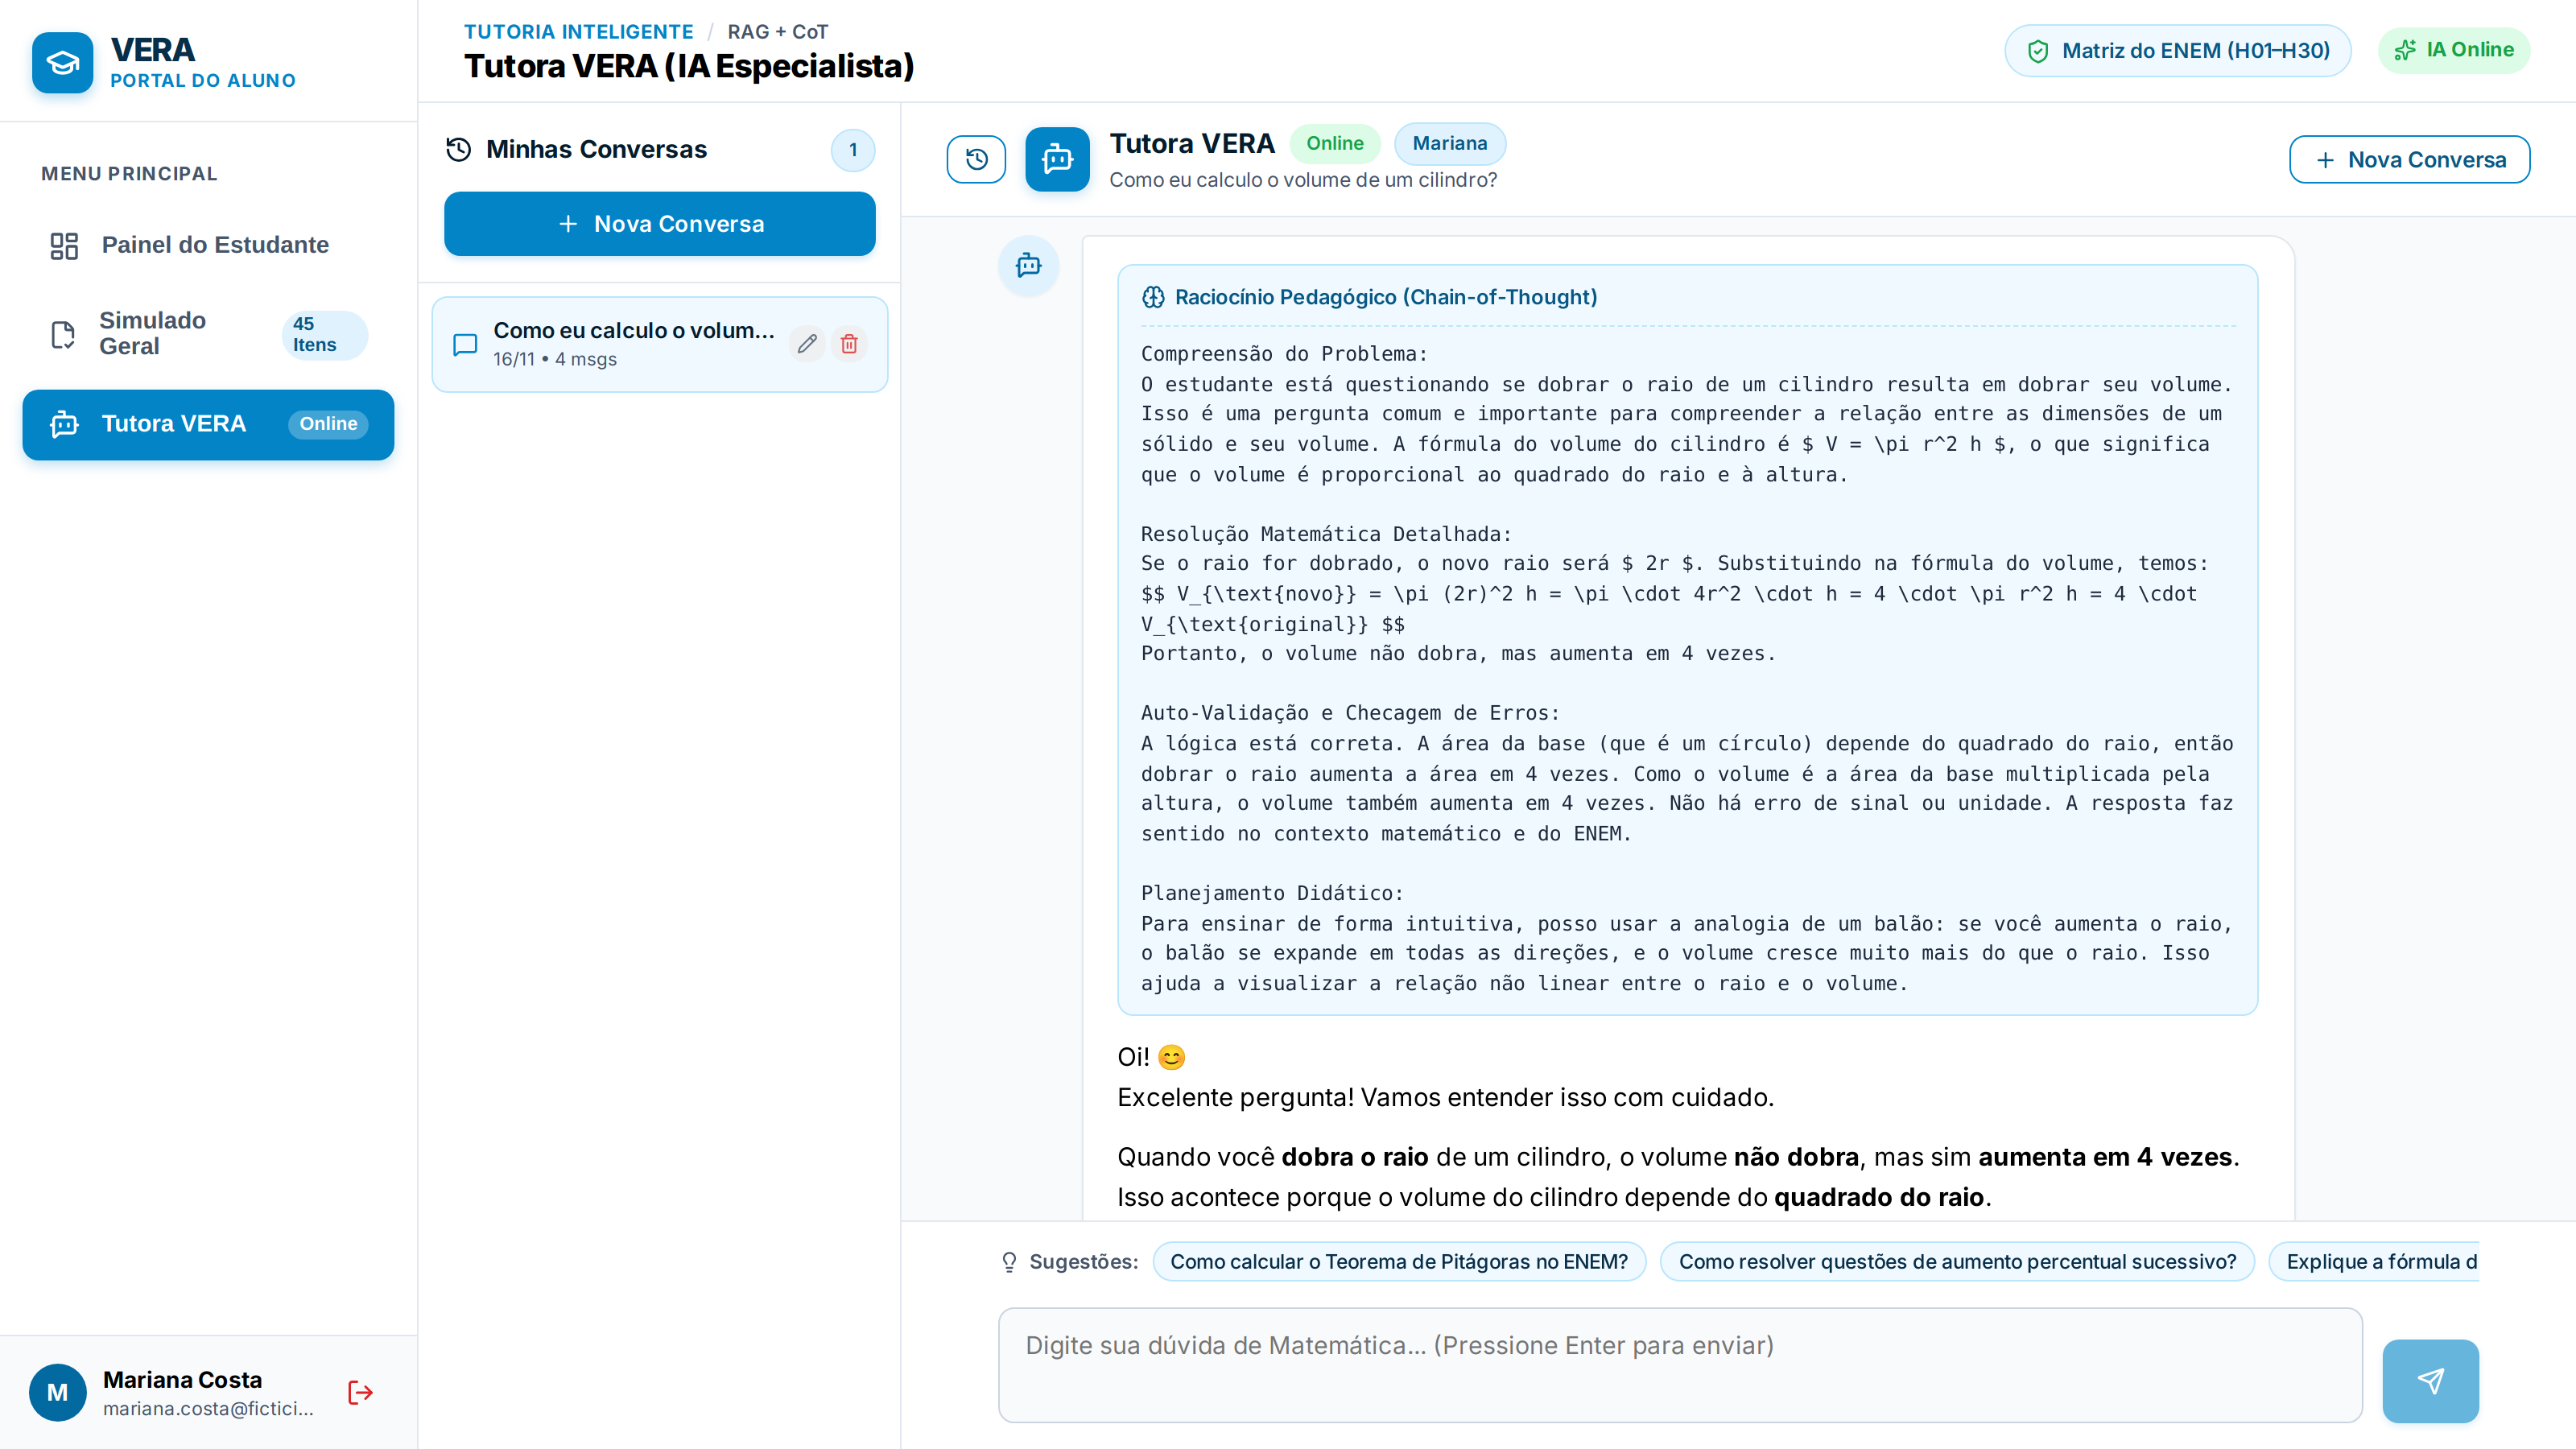 VERA
PORTAL DO ALUNO
MENU PRINCIPAL
Painel do Estudante
Simulado
Geral
45
Itens
Tutora VERA
Online
Mariana Costa
mariana.costa@fictici...
M
TUTORIA INTELIGENTE / RAG + CoT
Tutora VERA (IA Especialista)
Matriz do ENEM (H01–H30)
IA Online
Minhas Conversas
1
+ Nova Conversa
Como eu calculo o volum...
16/11 • 4 msgs
Tutora VERA
Online
Mariana
Como eu calculo o volume de um cilindro?
+ Nova Conversa
Raciocínio Pedagógico (Chain-of-Thought)
Compreensão do Problema:
O estudante está questionando se dobrar o raio de um cilindro resulta em dobrar seu volume.
Isso é uma pergunta comum e importante para compreender a relação entre as dimensões de um
sólido e seu volume. A fórmula do volume do cilindro é $ V = \pi r^2 h $, o que significa
que o volume é proporcional ao quadrado do raio e à altura.
Resolução Matemática Detalhada:
Se o raio for dobrado, o novo raio será $ 2r $. Substituindo na fórmula do volume, temos:
$$ V_{\text{novo}} = \pi (2r)^2 h = \pi \cdot 4r^2 \cdot h = 4 \cdot \pi r^2 h = 4 \cdot
V_{\text{original}} $$
Portanto, o volume não dobra, mas aumenta em 4 vezes.
Auto-Validação e Checagem de Erros:
A lógica está correta. A área da base (que é um círculo) depende do quadrado do raio, então
dobrar o raio aumenta a área em 4 vezes. Como o volume é a área da base multiplicada pela
altura, o volume também aumenta em 4 vezes. Não há erro de sinal ou unidade. A resposta faz
sentido no contexto matemático e do ENEM.
Planejamento Didático:
Para ensinar de forma intuitiva, posso usar a analogia de um balão: se você aumenta o raio,
o balão se expande em todas as direções, e o volume cresce muito mais do que o raio. Isso
ajuda a visualizar a relação não linear entre o raio e o volume.
Oi! 😊
Excelente pergunta! Vamos entender isso com cuidado.
Quando você dobra o raio de um cilindro, o volume não dobra, mas sim aumenta em 4 vezes.
Isso acontece porque o volume do cilindro depende do quadrado do raio.
Sugestões:
Como calcular o Teorema de Pitágoras no ENEM?
Como resolver questões de aumento percentual sucessivo?
Explique a fórmula d
Digite sua dúvida de Matemática... (Pressione Enter para enviar)